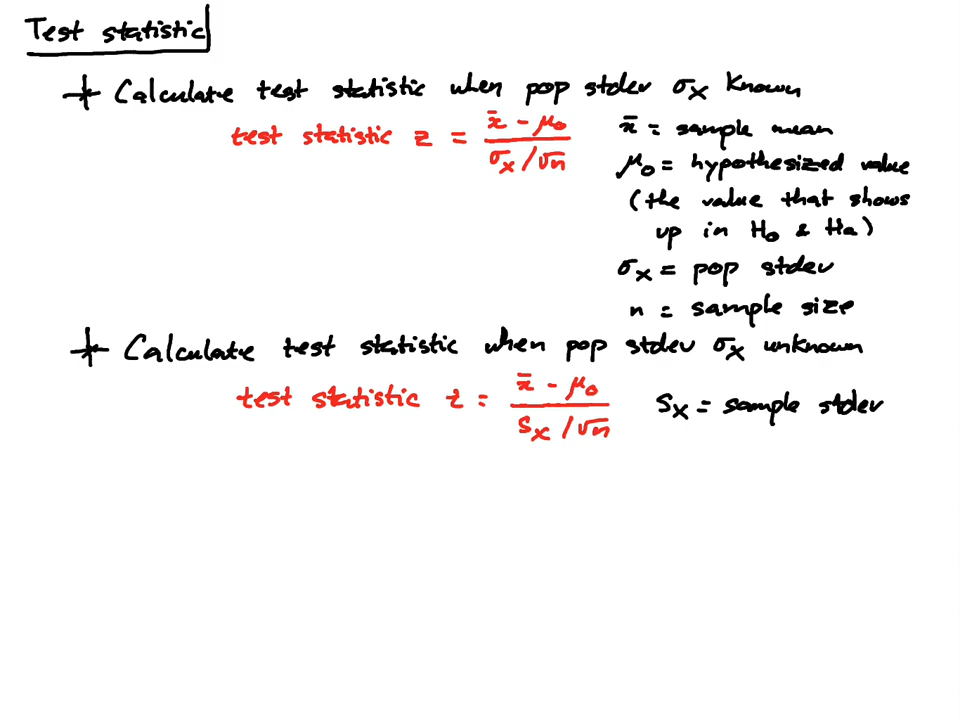 Test statistic
* Calculate test statistic when pop stdev σx known
test statistic z = (x̄ - μ₀) / (σx/√n)
x̄ = sample mean
μ₀ = hypothesized value
(the value that shows
up in H₀ & Ha)
σx = pop stdev
n = sample size
* Calculate test statistic when pop stdev σx unknown
test statistic z = (x̄ - μ₀) / (Sx/√n)
Sx = sample stdev